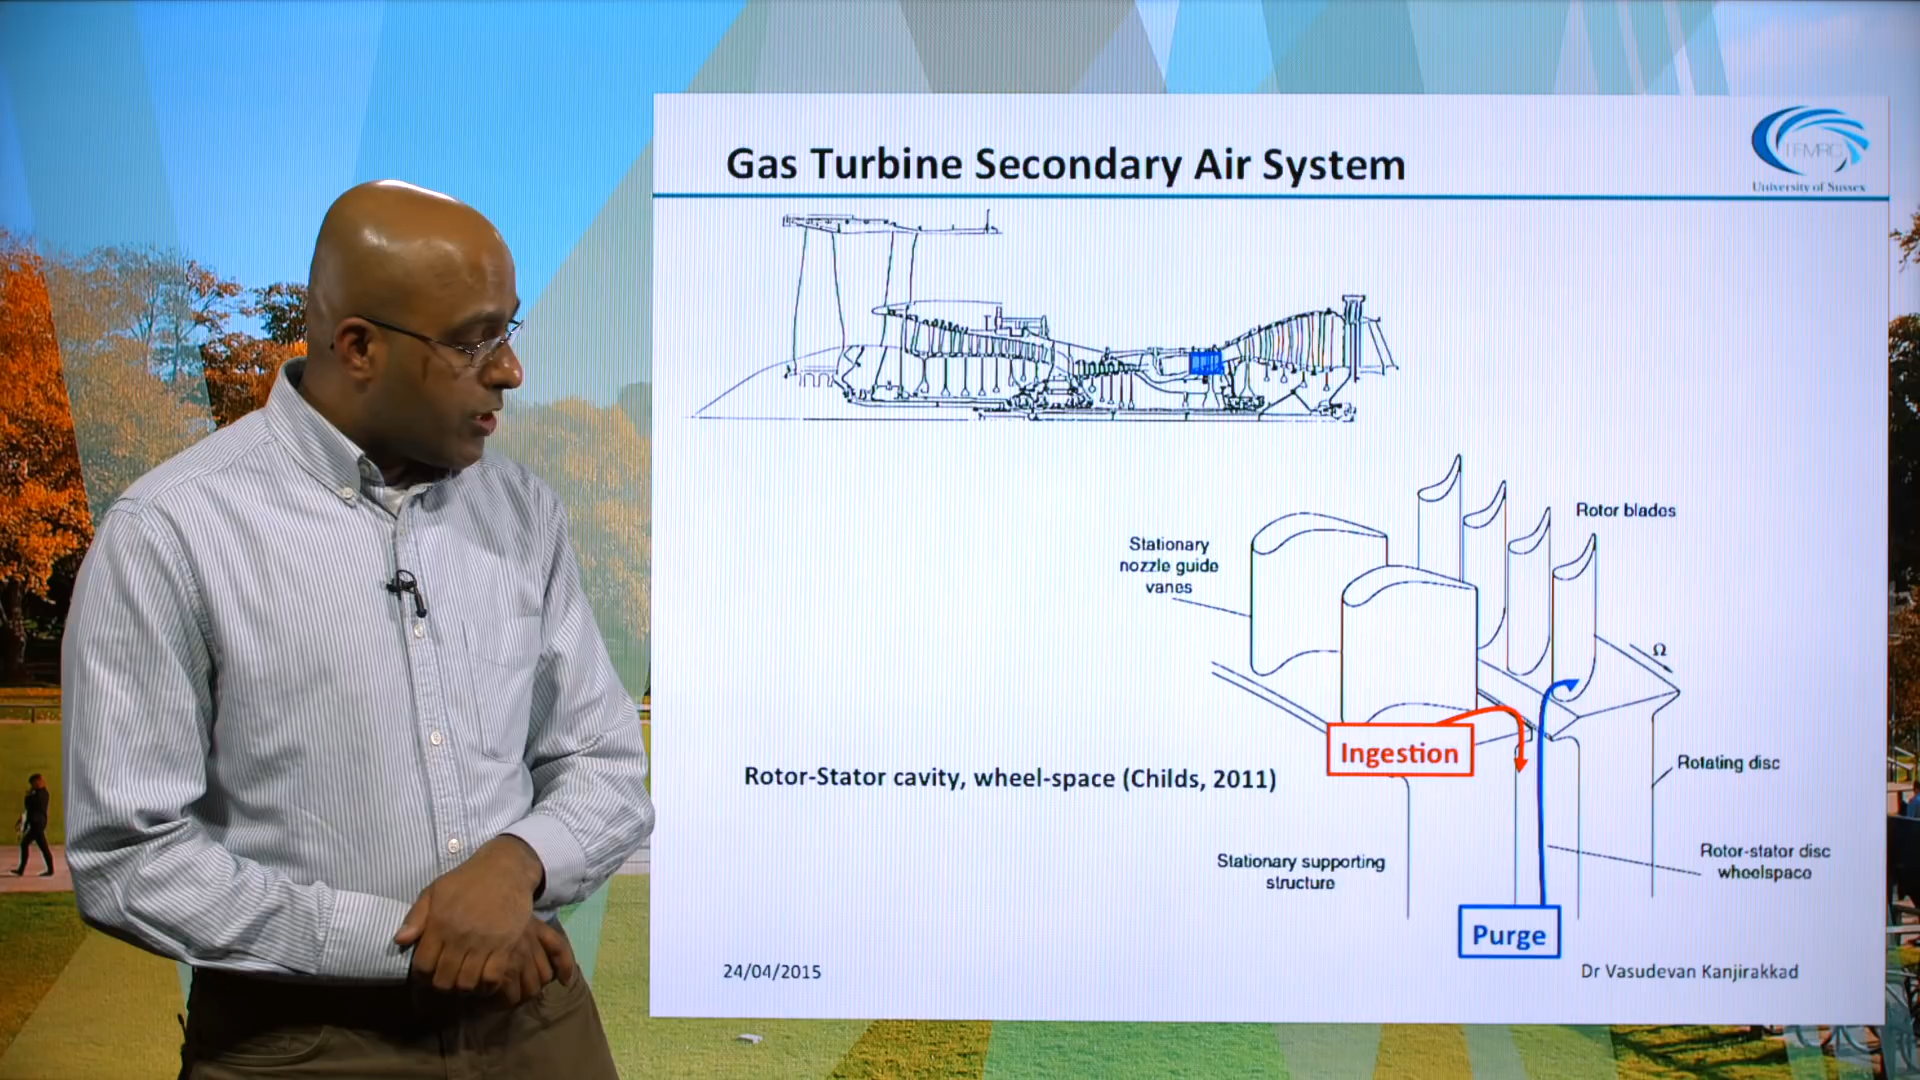 Gas Turbine Secondary Air System
TFMRC
University of Sussex
Rotor blades
Stationary
nozzle guide
vanes
Ω
Ingestion
Rotating disc
Rotor-Stator cavity, wheel-space (Childs, 2011)
Stationary supporting
structure
Rotor-stator disc
wheelspace
Purge
24/04/2015
Dr Vasudevan Kanjirakkad